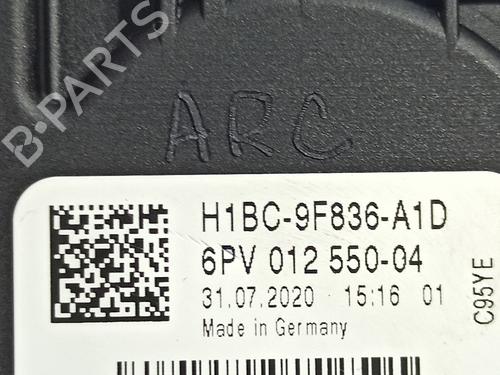 B-PARTS
ARC
H1BC-9F836-A1D
6PV 012 550-04
31.07.2020 15:16 01
Made in Germany
C95YE